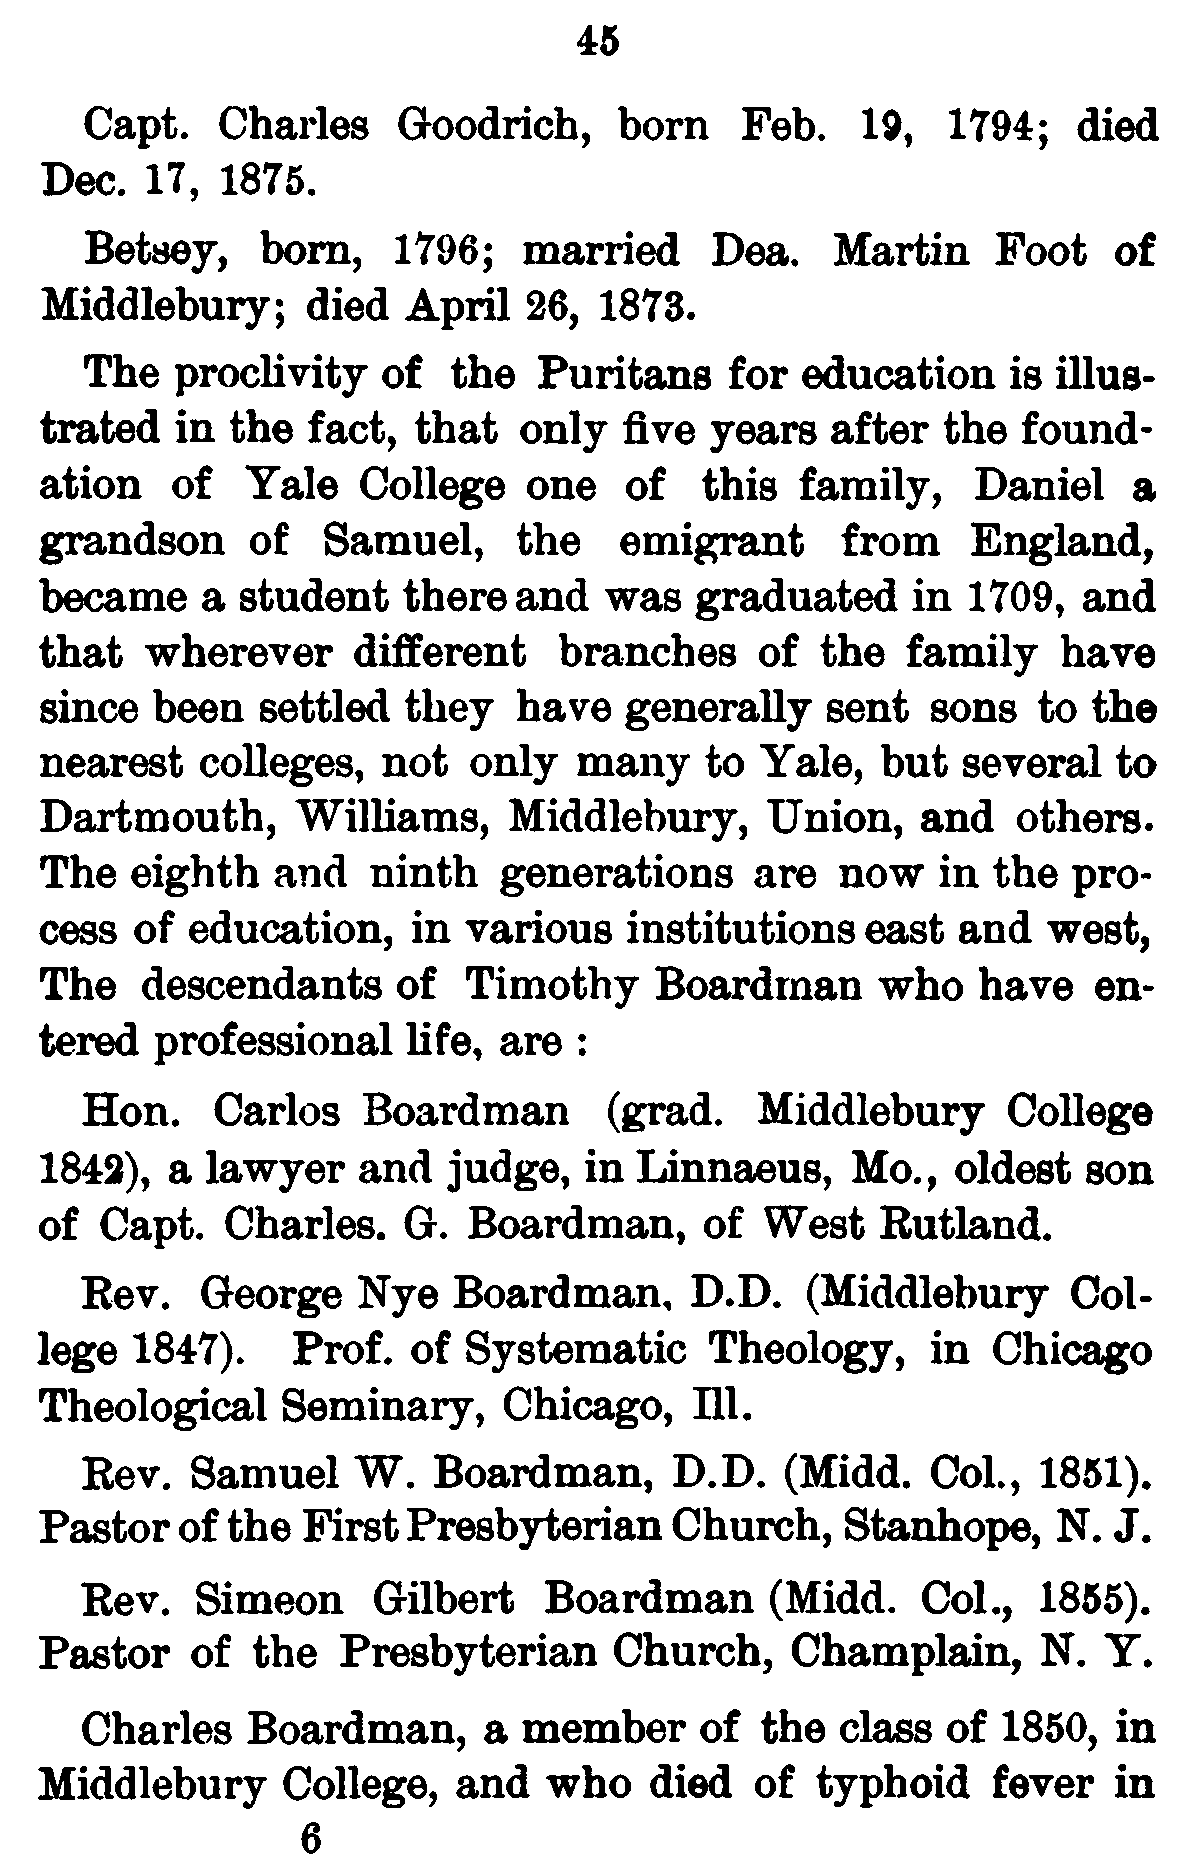 45
Capt. Charles Goodrich, born Feb. 19, 1794; died
Dec. 17, 1875.
Betsey, born, 1796; married Dea. Martin Foot of
Middlebury; died April 26, 1873.
The proclivity of the Puritans for education is illus-
trated in the fact, that only five years after the found-
ation of Yale College one of this family, Daniel a
grandson of Samuel, the emigrant from England,
became a student there and was graduated in 1709, and
that wherever different branches of the family have
since been settled they have generally sent sons to the
nearest colleges, not only many to Yale, but several to
Dartmouth, Williams, Middlebury, Union, and others.
The eighth and ninth generations are now in the pro-
cess of education, in various institutions east and west,
The descendants of Timothy Boardman who have en-
tered professional life, are :
Hon. Carlos Boardman (grad. Middlebury College
1842), a lawyer and judge, in Linnaeus, Mo., oldest son
of Capt. Charles. G. Boardman, of West Rutland.
Rev. George Nye Boardman, D.D. (Middlebury Col-
lege 1847). Prof. of Systematic Theology, in Chicago
Theological Seminary, Chicago, Ill.
Rev. Samuel W. Boardman, D.D. (Midd. Col., 1851).
Pastor of the First Presbyterian Church, Stanhope, N. J.
Rev. Simeon Gilbert Boardman (Midd. Col., 1855).
Pastor of the Presbyterian Church, Champlain, N. Y.
Charles Boardman, a member of the class of 1850, in
Middlebury College, and who died of typhoid fever in
6